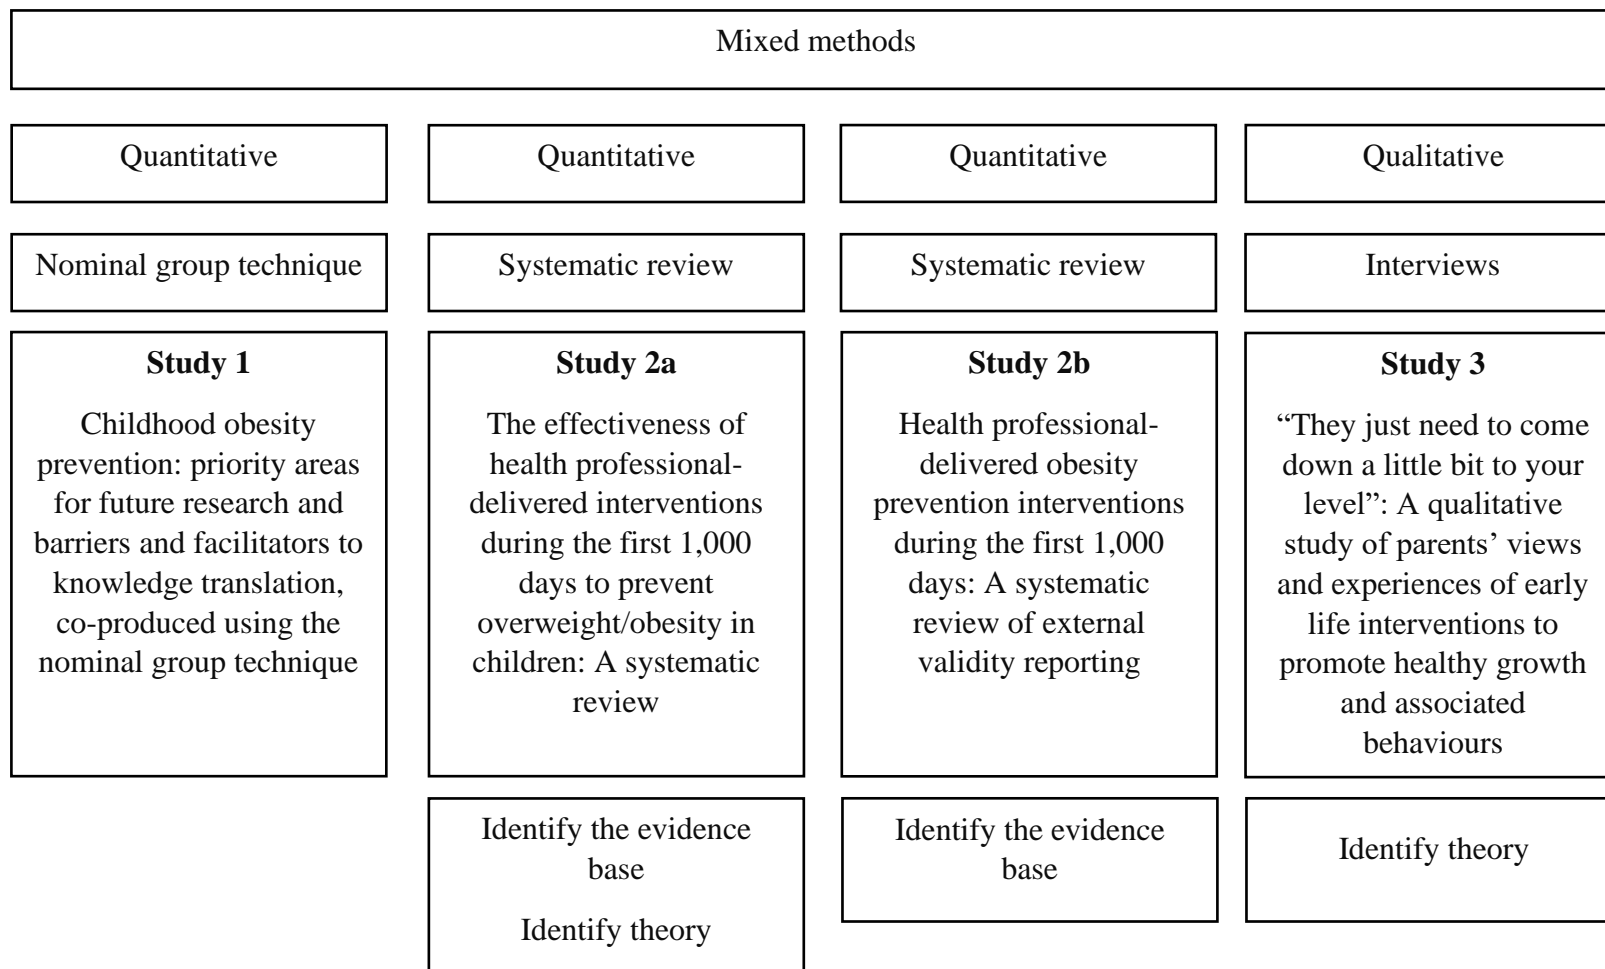 Mixed methods
Quantitative
Quantitative
Quantitative
Qualitative
Nominal group technique
Systematic review
Systematic review
Interviews
Study 1
Childhood obesity
prevention: priority areas
for future research and
barriers and facilitators to
knowledge translation,
co-produced using the
nominal group technique
Study 2a
The effectiveness of
health professional-
delivered interventions
during the first 1,000
days to prevent
overweight/obesity in
children: A systematic
review
Study 2b
Health professional-
delivered obesity
prevention interventions
during the first 1,000
days: A systematic
review of external
validity reporting
Study 3
“They just need to come
down a little bit to your
level”: A qualitative
study of parents’ views
and experiences of early
life interventions to
promote healthy growth
and associated
behaviours
Identify the evidence
base
Identify theory
Identify the evidence
base
Identify theory